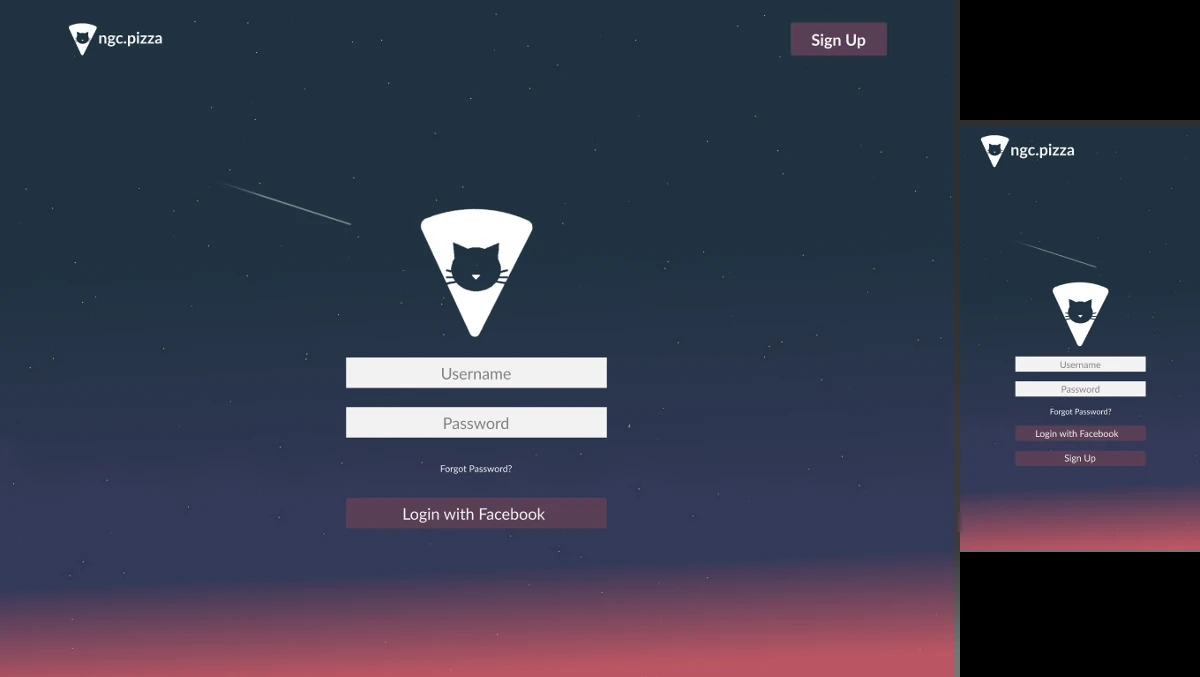 ngc.pizza
Sign Up
Username
Password
Forgot Password?
Login with Facebook
ngc.pizza
Username
Password
Forgot Password?
Login with Facebook
Sign Up